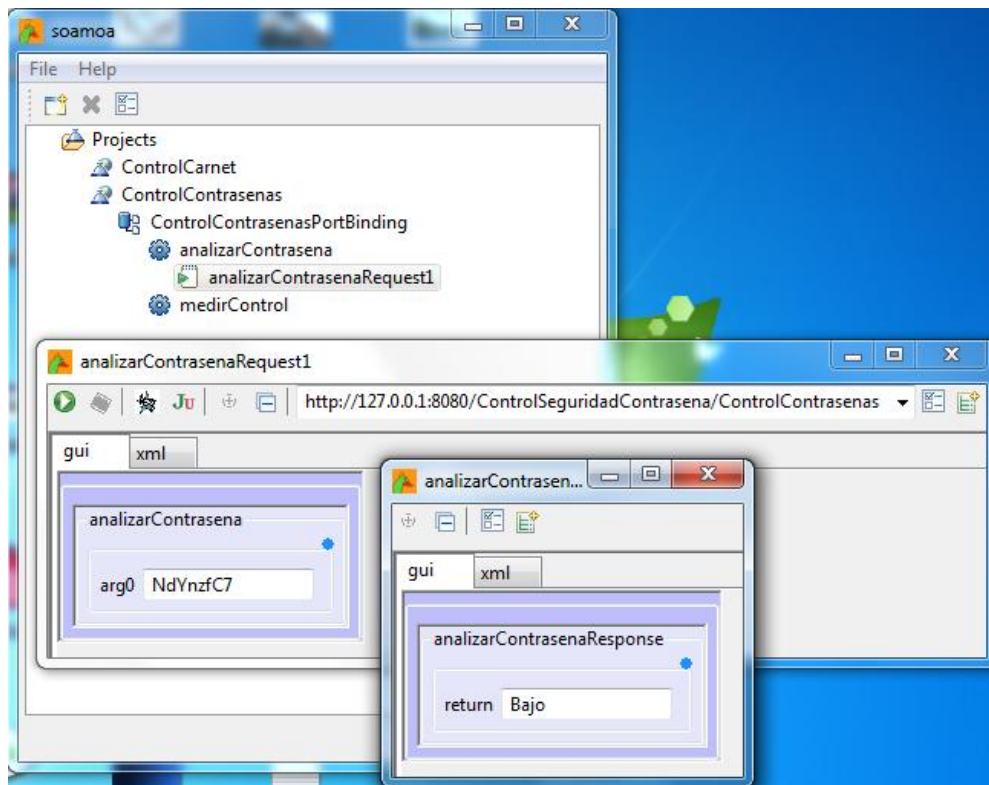 soamoa
File Help
Projects
ControlCarnet
ControlContrasenas
ControlContrasenasPortBinding
analizarContrasena
analizarContrasenaRequest1
medirControl
analizarContrasenaRequest1
Ju http://127.0.0.1:8080/ControlSeguridadContrasena/ControlContrasenas
gui xml
analizarContrasena
arg0 NdYnzfC7
analizarContrasen...
gui xml
analizarContrasenaResponse
return Bajo